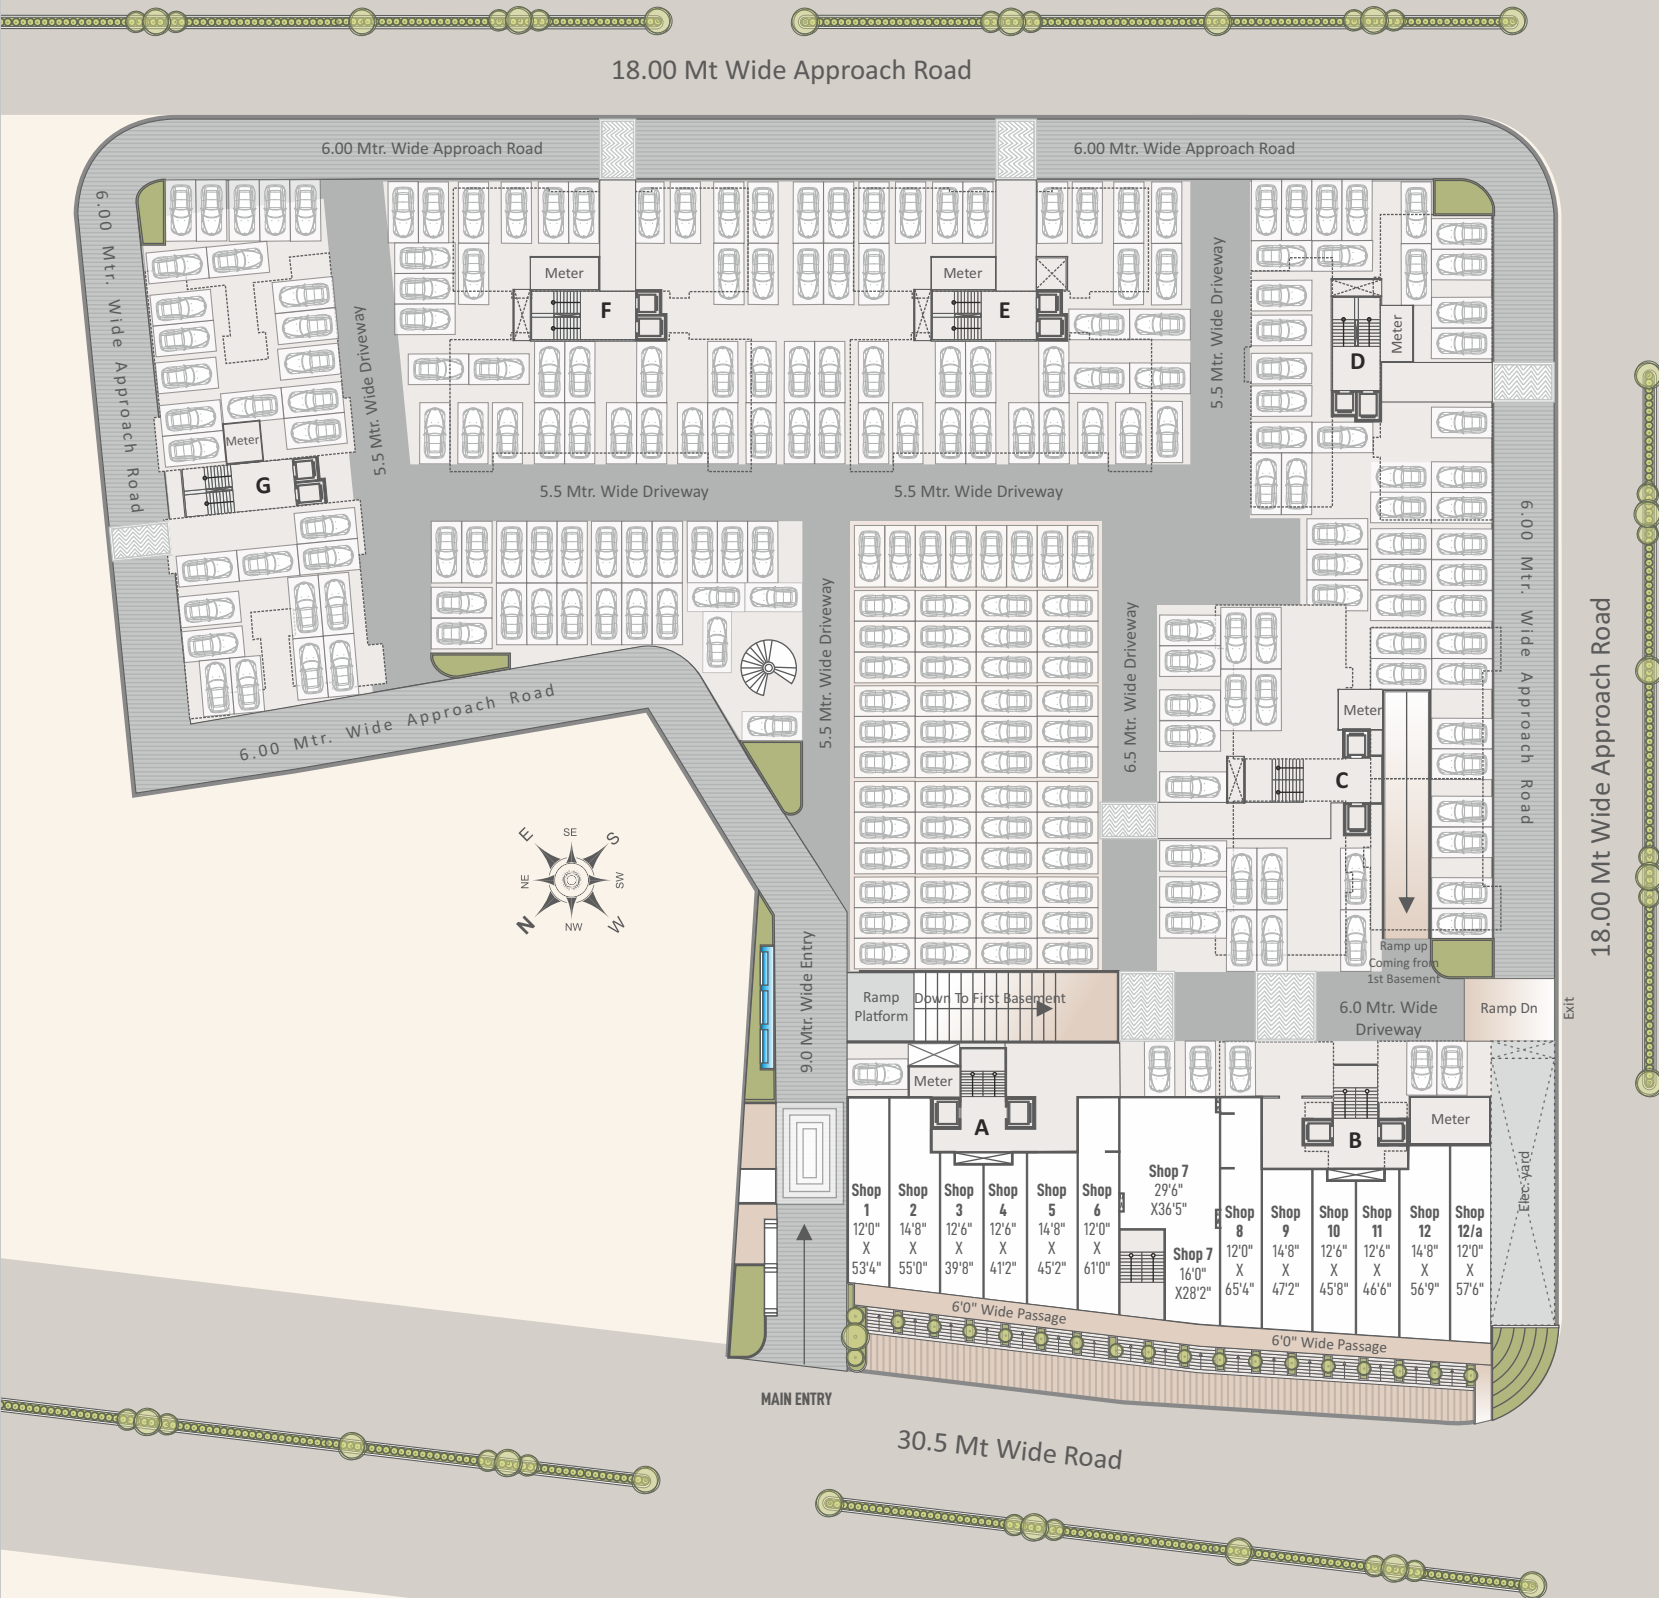 18.00 Mt Wide Approach Road
6.00 Mtr. Wide Approach Road
6.00 Mtr. Wide Approach Road
6.00 Mtr. Wide Approach Road
5.5 Mtr. Wide Driveway
5.5 Mtr. Wide Driveway
Meter
F
Meter
E
Meter
D
Meter
G
5.5 Mtr. Wide Driveway
5.5 Mtr. Wide Driveway
5.5 Mtr. Wide Driveway
6.5 Mtr. Wide Driveway
6.00 Mtr. Wide Approach Road
18.00 Mt Wide Approach Road
6.00 Mtr. Wide Approach Road
Meter
C
E
SE
S
NE
SW
N
NW
W
9.0 Mtr. Wide Entry
Ramp up
Coming from
1st Basement
Ramp
Platform
Down To First Basement
6.0 Mtr. Wide
Driveway
Ramp Dn
Exit
Meter
A
Meter
B
Elec. yard
Shop
1
12'0"
X
53'4"
Shop
2
14'8"
X
55'0"
Shop
3
12'6"
X
39'8"
Shop
4
12'6"
X
41'2"
Shop
5
14'8"
X
45'2"
Shop
6
12'0"
X
61'0"
Shop 7
29'6"
X36'5"
Shop 7
16'0"
X28'2"
Shop
8
12'0"
X
65'4"
Shop
9
14'8"
X
47'2"
Shop
10
12'6"
X
45'8"
Shop
11
12'6"
X
46'6"
Shop
12
14'8"
X
56'9"
Shop
12/a
12'0"
X
57'6"
6'0" Wide Passage
6'0" Wide Passage
MAIN ENTRY
30.5 Mt Wide Road